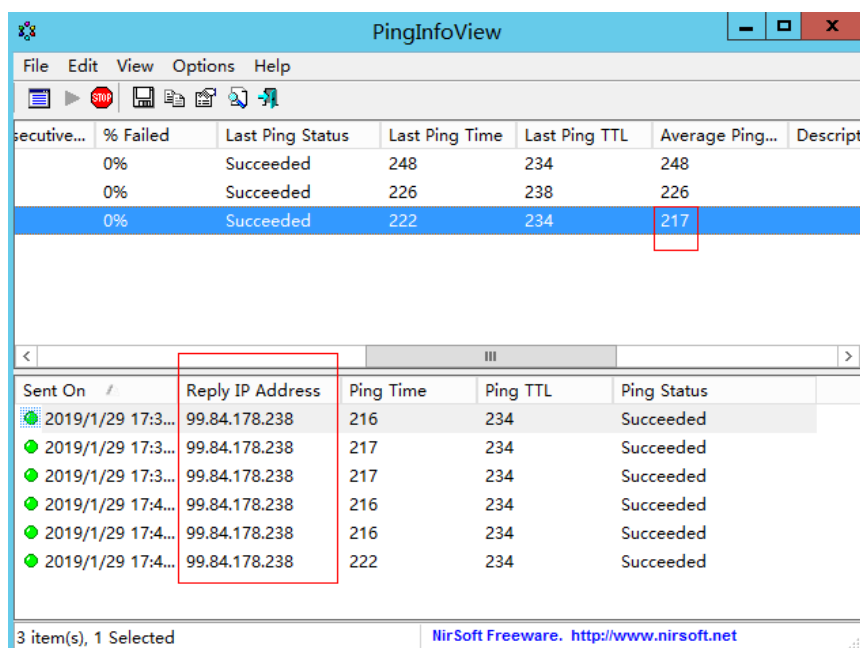 PingInfoView
File Edit View Options Help
STOP
secutive... % Failed Last Ping Status Last Ping Time Last Ping TTL Average Ping... Descript
0% Succeeded 248 234 248
0% Succeeded 226 238 226
0% Succeeded 222 234 217
Sent On Reply IP Address Ping Time Ping TTL Ping Status
2019/1/29 17:3... 99.84.178.238 216 234 Succeeded
2019/1/29 17:3... 99.84.178.238 217 234 Succeeded
2019/1/29 17:3... 99.84.178.238 217 234 Succeeded
2019/1/29 17:4... 99.84.178.238 216 234 Succeeded
2019/1/29 17:4... 99.84.178.238 216 234 Succeeded
2019/1/29 17:4... 99.84.178.238 222 234 Succeeded
3 item(s), 1 Selected NirSoft Freeware. http://www.nirsoft.net